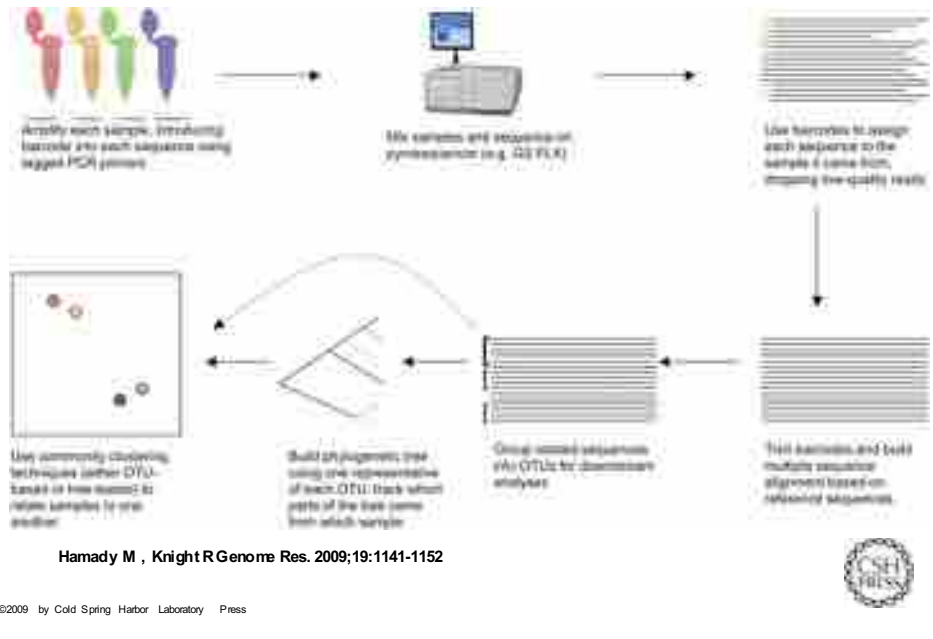 Amplify each sample, introducing
barcode into each sequence using
tagged PCR primers
Mix samples and sequence on
pyrosequencer (e.g. GS FLX)
Use barcodes to assign
each sequence to the
sample it came from,
dropping low-quality reads
Use community clustering
techniques (either OTU-
based or tree-based) to
relate samples to one
another
Build phylogenetic tree
using one representative
of each OTU: track which
parts of the tree came
from which sample
Group related sequences
into OTUs for downstream
analyses
Trim barcodes and build
multiple sequence
alignment based on
reference sequences
Hamady M , Knight R Genome Res. 2009;19:1141-1152
CSH
PRESS
©2009 by Cold Spring Harbor Laboratory Press